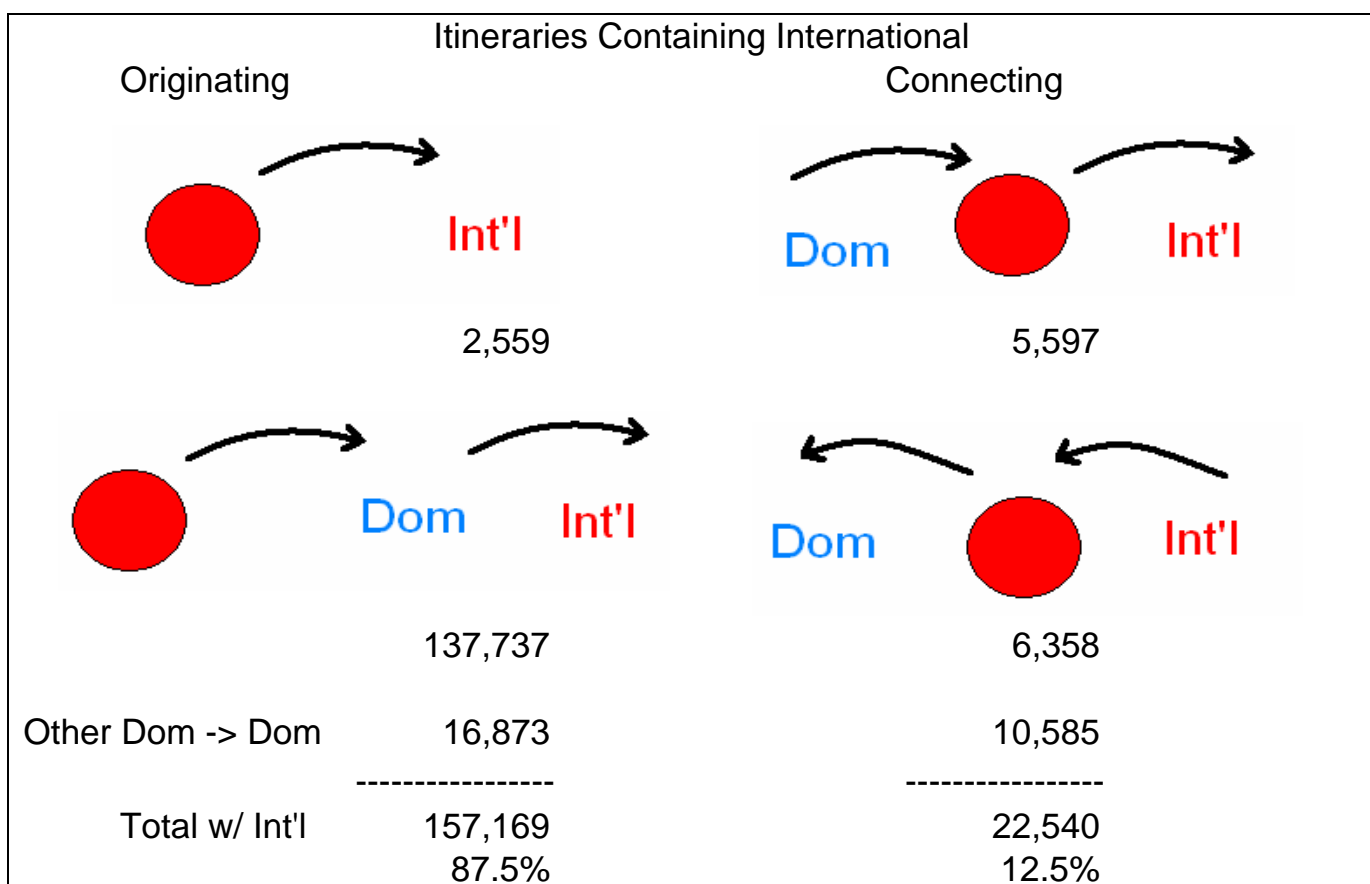 Itineraries Containing International
Originating Connecting
Int'l Dom Int'l
2,559 5,597
Dom Int'l Dom Int'l
137,737 6,358
Other Dom -> Dom 16,873 10,585
----------------- -----------------
Total w/ Int'l 157,169 22,540
87.5% 12.5%